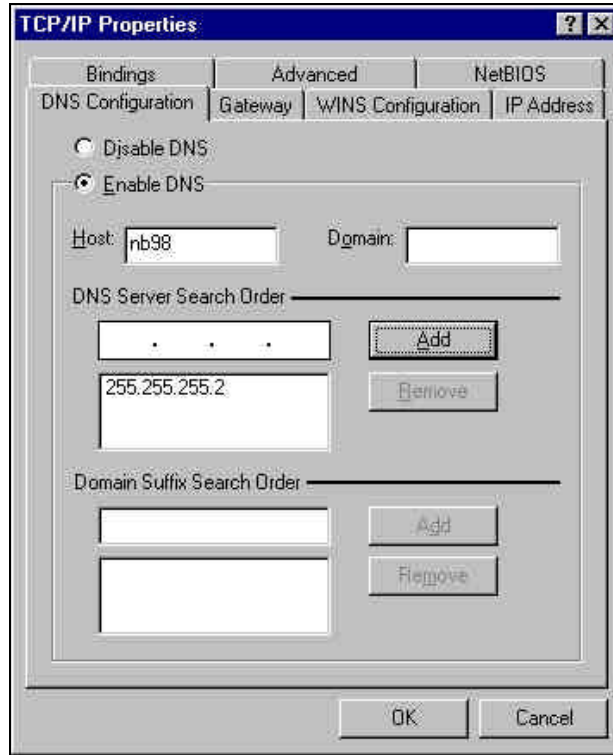 TCP/IP Properties
Bindings Advanced NetBIOS
DNS Configuration Gateway WINS Configuration IP Address
Disable DNS
Enable DNS
Host: nb98 Domain:
DNS Server Search Order
. . . Add
255.255.255.2 Remove
Domain Suffix Search Order
Add
Remove
OK Cancel